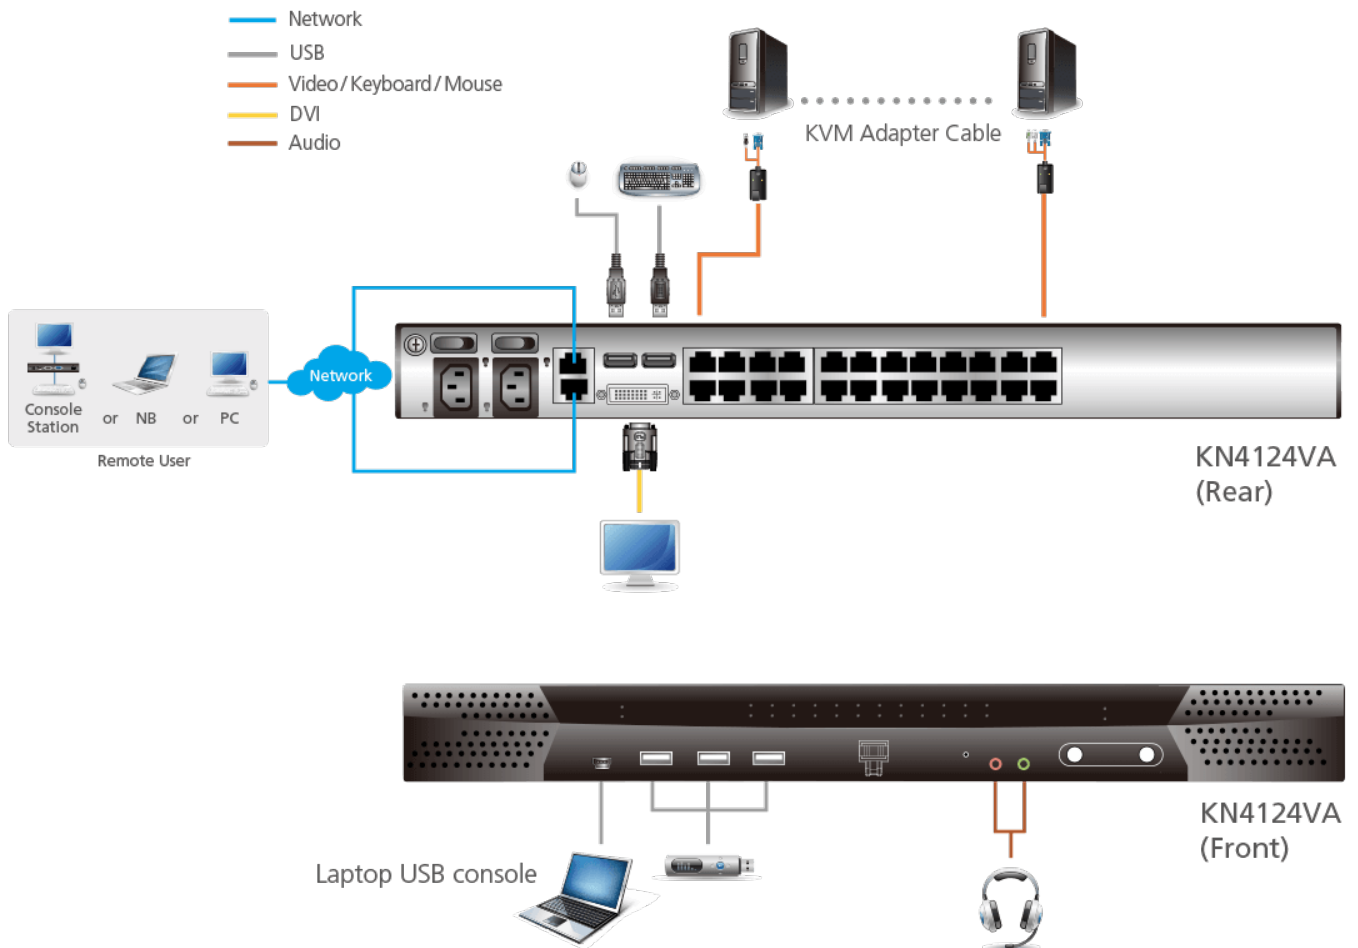 Network
USB
Video/Keyboard/Mouse
DVI
Audio
KVM Adapter Cable
Network
Console
Station
or
NB
or
PC
Remote User
KN4124VA
(Rear)
KN4124VA
(Front)
Laptop USB console